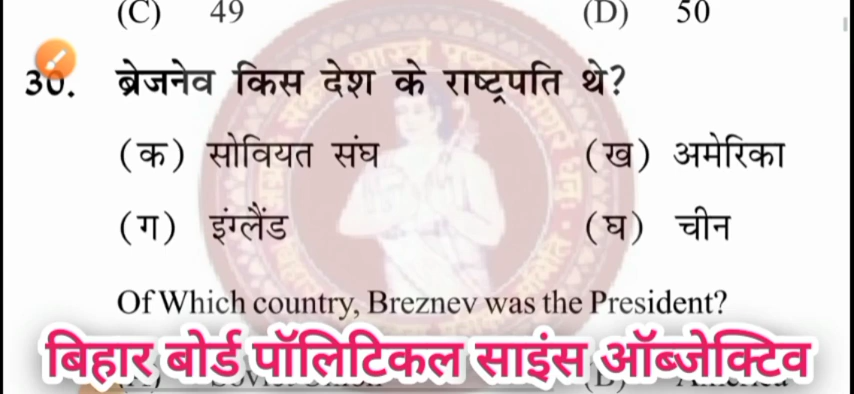 (C) 49 (D) 50
30. ब्रेजनेव किस देश के राष्ट्रपति थे?
(क) सोवियत संघ (ख) अमेरिका
(ग) इंग्लैंड (घ) चीन
Of Which country, Breznev was the President?
बिहार बोर्ड पॉलिटिकल साइंस ऑब्जेक्टिव